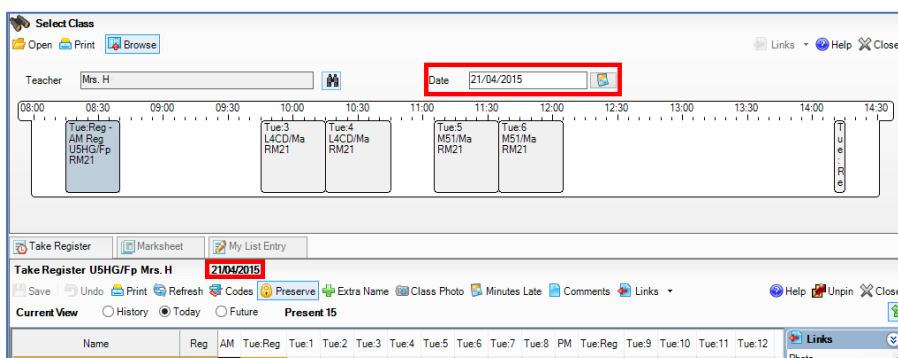 Select Class
Open Print Browse Links Help Close
Teacher Mrs. H Date 21/04/2015
08:00 08:30 09:00 09:30 10:00 10:30 11:00 11:30 12:00 12:30 13:00 13:30 14:00 14:30
Tue:Reg - Tue:3 Tue:4 Tue:5 Tue:6 T
AM Reg L4CD/Ma L4CD/Ma M51/Ma M51/Ma u
U5HG/Fp RM21 RM21 RM21 RM21 e
RM21 :
R
e
Take Register Marksheet My List Entry
Take Register U5HG/Fp Mrs. H 21/04/2015
Save Undo Print Refresh Codes Preserve Extra Name Class Photo Minutes Late Comments Links Help Unpin Close
Current View History Today Future Present 15
Name Reg AM Tue:Reg Tue:1 Tue:2 Tue:3 Tue:4 Tue:5 Tue:6 Tue:7 Tue:8 PM Tue:Reg Tue:9 Tue:10 Tue:11 Tue:12 Links